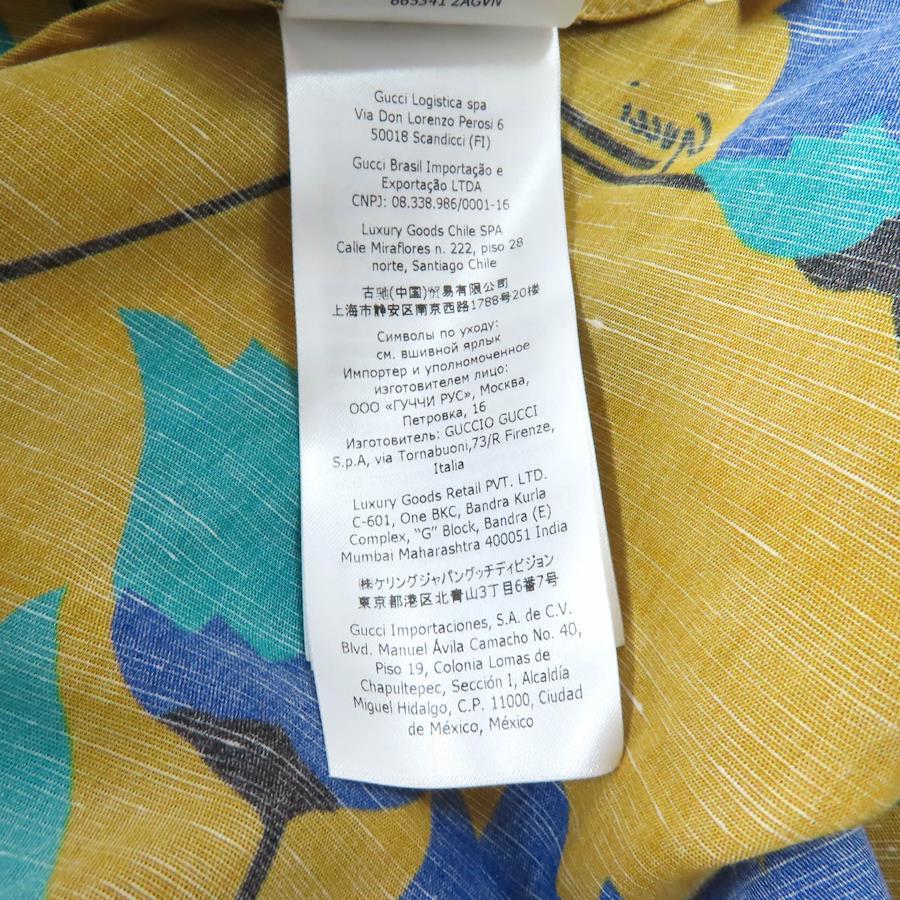 685341 ZAGVN
Gucci Logistica spa
Via Don Lorenzo Perosi 6
50018 Scandicci (FI)
Gucci Brasil Importação e
Exportação LTDA
CNPJ: 08.338.986/0001-16
Luxury Goods Chile SPA
Calle Miraflores n. 222, piso 28
norte, Santiago Chile
古驰(中国)贸易有限公司
上海市静安区南京西路1788号20楼
Символы по уходу:
см. вшивной ярлык
Импортер и уполномоченное
изготовителем лицо:
ООО «ГУЧЧИ РУС», Москва,
Петровка, 16
Изготовитель: GUCCIO GUCCI
S.p.A, via Tornabuoni,73/R Firenze,
Italia
Luxury Goods Retail PVT. LTD.
C-601, One BKC, Bandra Kurla
Complex, "G" Block, Bandra (E)
Mumbai Maharashtra 400051 India
㈱ケリングジャパングッチディビジョン
東京都港区北青山3丁目6番7号
Gucci Importaciones, S.A. de C.V.
Blvd. Manuel Ávila Camacho No. 40,
Piso 19, Colonia Lomas de
Chapultepec, Sección I, Alcaldía
Miguel Hidalgo, C.P. 11000, Ciudad
de México, México